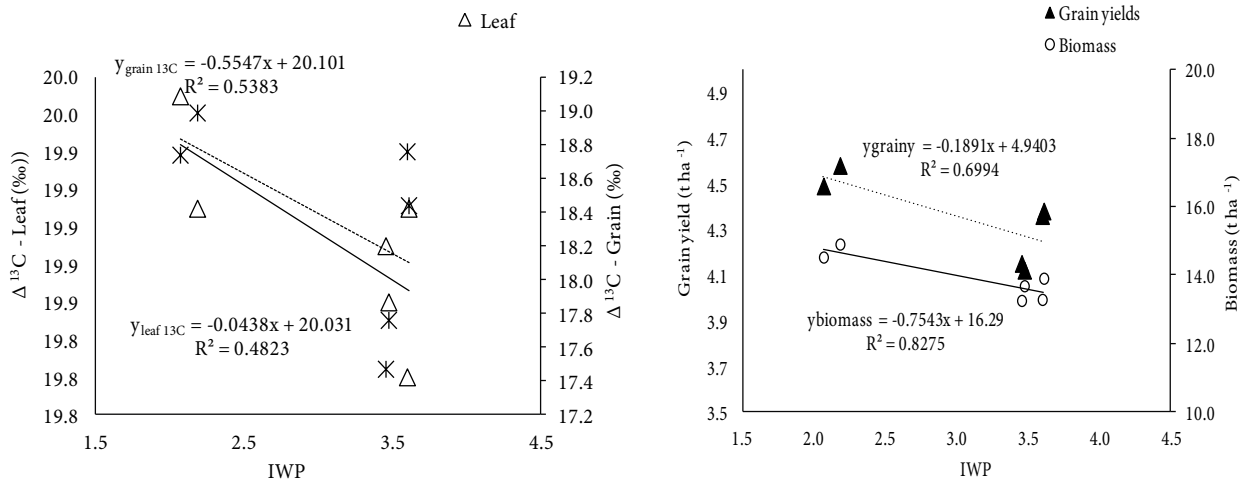 Leaf
y grain 13C = -0.5547x + 20.101
R² = 0.5383
20.0
20.0
19.9
19.9
19.9
19.9
19.9
19.8
19.8
19.8
Δ ¹³C - Leaf (‰))
19.2
19.0
18.8
18.6
18.4
18.2
18.0
17.8
17.6
17.4
17.2
Δ ¹³C - Grain (‰)
y leaf 13C = -0.0438x + 20.031
R² = 0.4823
1.5
2.5
3.5
4.5
IWP
Grain yields
Biomass
4.9
4.7
4.5
4.3
4.1
3.9
3.7
3.5
Grain yield (t ha ⁻¹)
20.0
18.0
16.0
14.0
12.0
10.0
Biomass (t ha ⁻¹)
ygrainy = -0.1891x + 4.9403
R² = 0.6994
ybiomass = -0.7543x + 16.29
R² = 0.8275
1.5
2.0
2.5
3.0
3.5
4.0
4.5
IWP